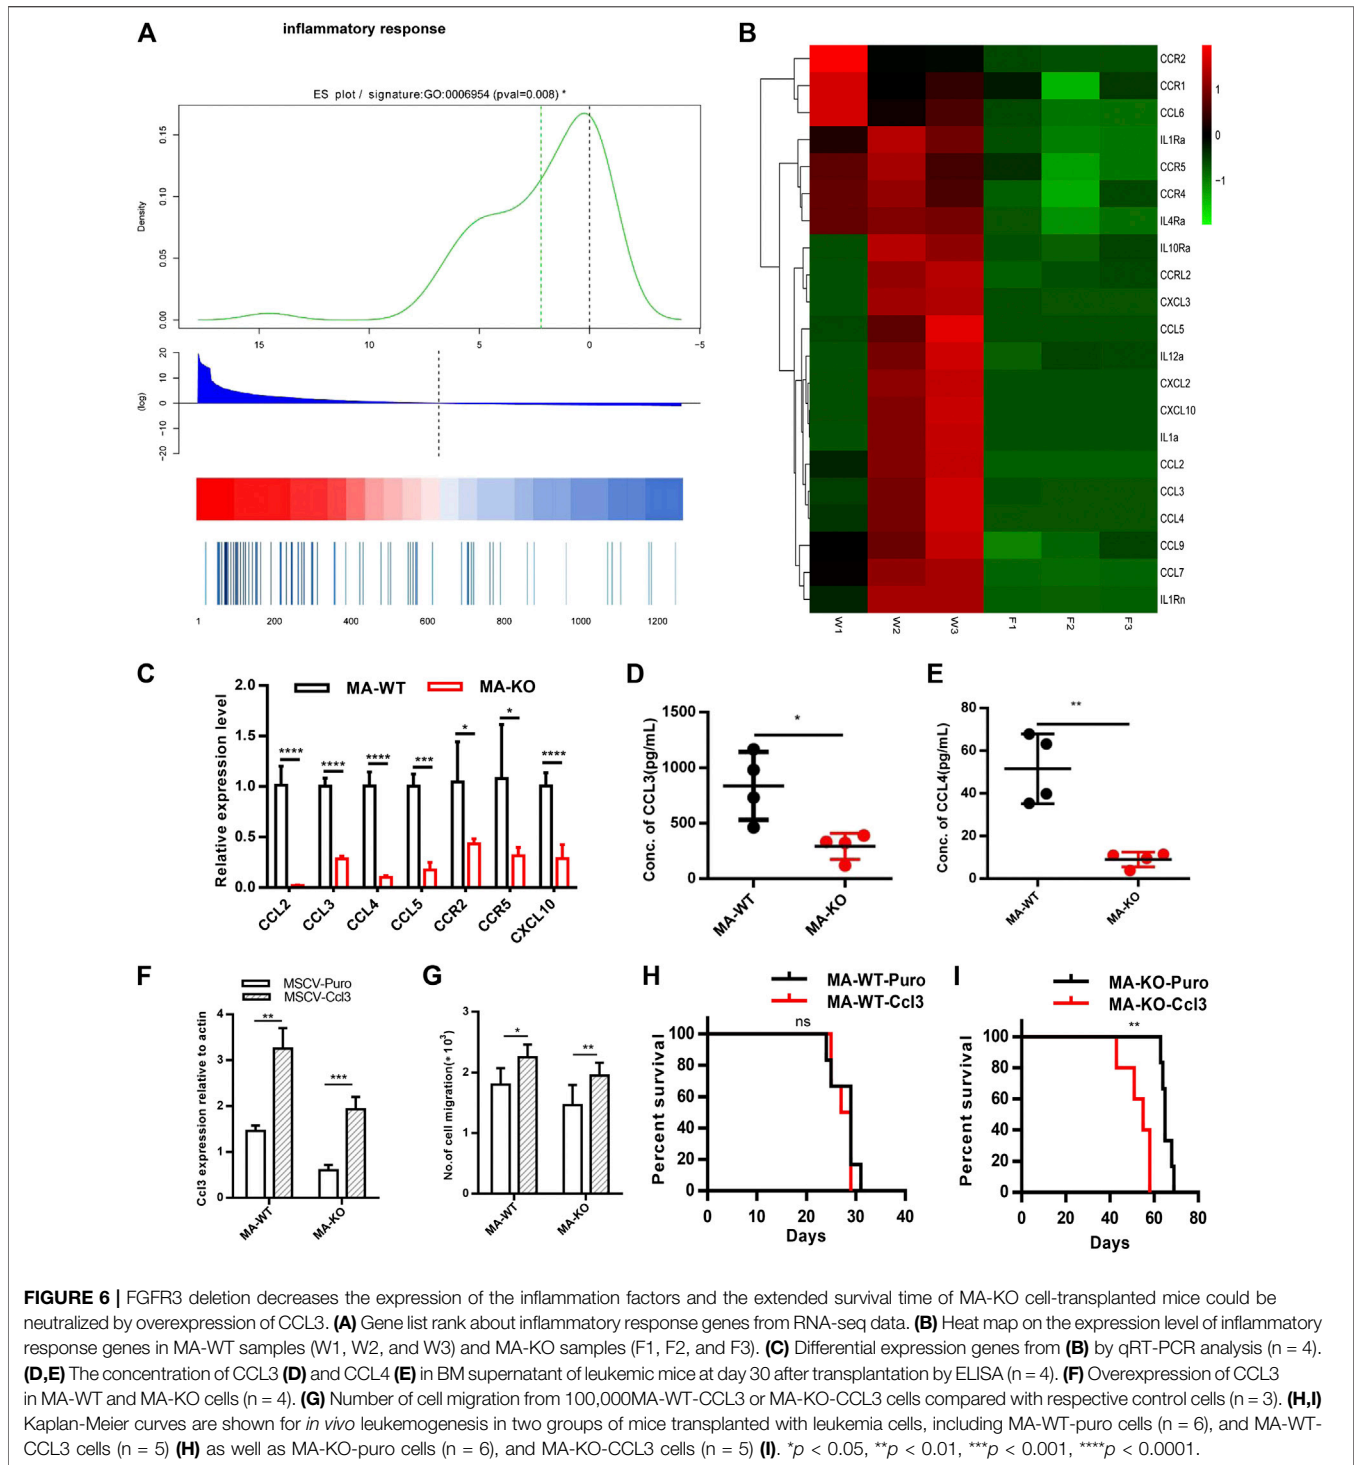 A
inflammatory response
ES plot / signature:GO:0006954 (pval=0.008) *
Density
0.15
0.10
0.05
0.00
15
10
5
0
−5
(log)
20
10
0
−10
−20
1
200
400
600
800
1000
1200
B
CCR2
CCR1
CCL6
IL1Ra
CCR5
CCR4
IL4Ra
IL10Ra
CCRL2
CXCL3
CCL5
IL12a
CXCL2
CXCL10
IL1a
CCL2
CCL3
CCL4
CCL9
CCL7
IL1Rn
W1
W2
W3
F1
F2
F3
1
0
−1
C
MA-WT
MA-KO
Relative expression level
2.0
1.5
1.0
0.5
0.0
****
****
****
***
*
*
****
CCL2
CCL3
CCL4
CCL5
CCR2
CCR5
CXCL10
D
Conc. of CCL3(pg/mL)
1500
1000
500
0
*
MA-WT
MA-KO
E
Conc. of CCL4(pg/mL)
80
60
40
20
0
**
MA-WT
MA-KO
F
MSCV-Puro
MSCV-Ccl3
Ccl3 expression relative to actin
4
3
2
1
0
**
***
MA-WT
MA-KO
G
No.of cell migration(* 10³)
3
2
1
0
*
**
MA-WT
MA-KO
H
MA-WT-Puro
MA-WT-Ccl3
ns
Percent survival
100
80
60
40
20
0
0
10
20
30
40
Days
I
MA-KO-Puro
MA-KO-Ccl3
**
Percent survival
100
80
60
40
20
0
0
20
40
60
80
Days
FIGURE 6 | FGFR3 deletion decreases the expression of the inflammation factors and the extended survival time of MA-KO cell-transplanted mice could be
neutralized by overexpression of CCL3. (A) Gene list rank about inflammatory response genes from RNA-seq data. (B) Heat map on the expression level of inflammatory
response genes in MA-WT samples (W1, W2, and W3) and MA-KO samples (F1, F2, and F3). (C) Differential expression genes from (B) by qRT-PCR analysis (n = 4).
(D,E) The concentration of CCL3 (D) and CCL4 (E) in BM supernatant of leukemic mice at day 30 after transplantation by ELISA (n = 4). (F) Overexpression of CCL3
in MA-WT and MA-KO cells (n = 4). (G) Number of cell migration from 100,000MA-WT-CCL3 or MA-KO-CCL3 cells compared with respective control cells (n = 3). (H,I)
Kaplan-Meier curves are shown for in vivo leukemogenesis in two groups of mice transplanted with leukemia cells, including MA-WT-puro cells (n = 6), and MA-WT-
CCL3 cells (n = 5) (H) as well as MA-KO-puro cells (n = 6), and MA-KO-CCL3 cells (n = 5) (I). *p < 0.05, **p < 0.01, ***p < 0.001, ****p < 0.0001.